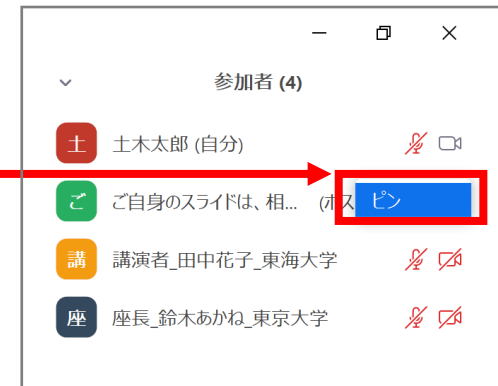 参加者 (4)
土 土木太郎 (自分)
ご ご自身のスライドは、相... (ホス ピン
講 講演者_田中花子_東海大学
座 座長_鈴木あかね_東京大学